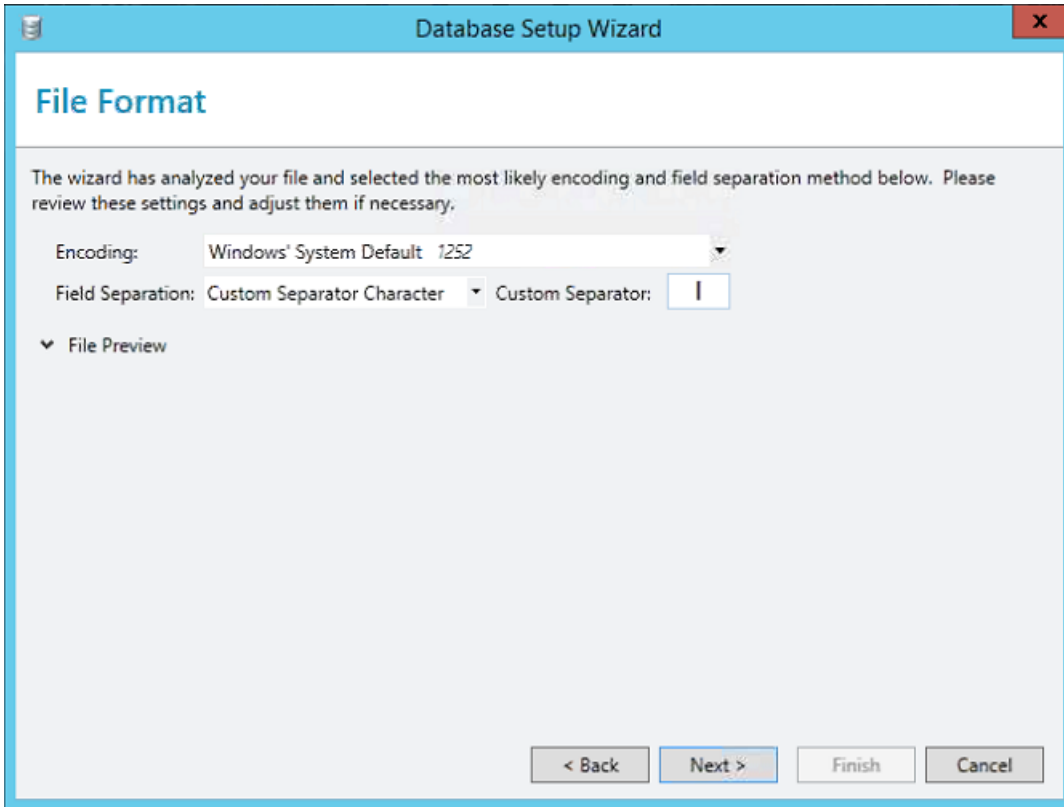 Database Setup Wizard
x
File Format
The wizard has analyzed your file and selected the most likely encoding and field separation method below. Please
review these settings and adjust them if necessary.
Encoding: Windows' System Default 1252
Field Separation: Custom Separator Character Custom Separator: |
File Preview
< Back Next > Finish Cancel